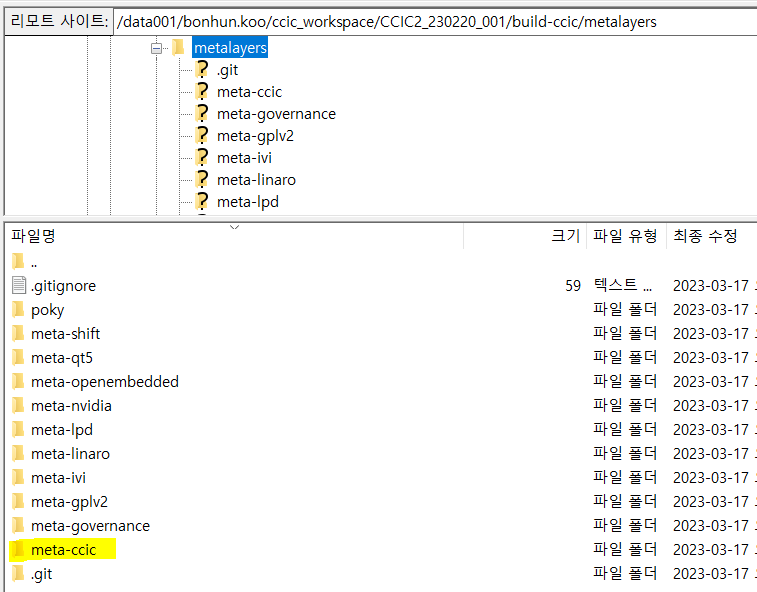 리모트 사이트: /data001/bonhun.koo/ccic_workspace/CCIC2_230220_001/build-ccic/metalayers
metalayers
.git
meta-ccic
meta-governance
meta-gplv2
meta-ivi
meta-linaro
meta-lpd
파일명 크기 파일 유형 최종 수정
..
.gitignore 59 텍스트 ... 2023-03-17
poky 파일 폴더 2023-03-17
meta-shift 파일 폴더 2023-03-17
meta-qt5 파일 폴더 2023-03-17
meta-openembedded 파일 폴더 2023-03-17
meta-nvidia 파일 폴더 2023-03-17
meta-lpd 파일 폴더 2023-03-17
meta-linaro 파일 폴더 2023-03-17
meta-ivi 파일 폴더 2023-03-17
meta-gplv2 파일 폴더 2023-03-17
meta-governance 파일 폴더 2023-03-17
meta-ccic 파일 폴더 2023-03-17
.git 파일 폴더 2023-03-17